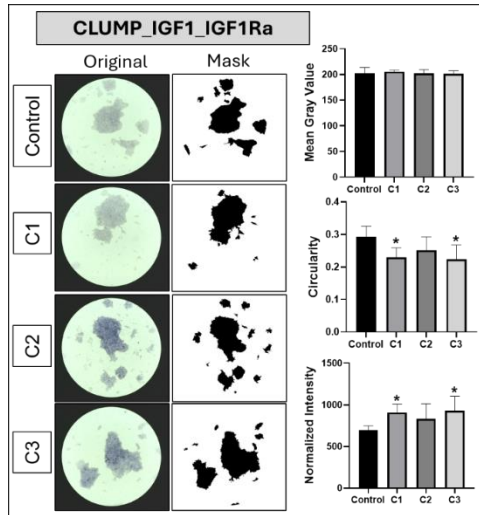 CLUMP_IGF1_IGF1Ra
Original Mask
Control
C1
C2
C3
Mean Gray Value
250
200
150
100
50
0
Control C1 C2 C3
Circularity
0.4
0.3
0.2
0.1
0.0
* *
Control C1 C2 C3
Normalized Intensity
1500
1000
500
0
* *
Control C1 C2 C3